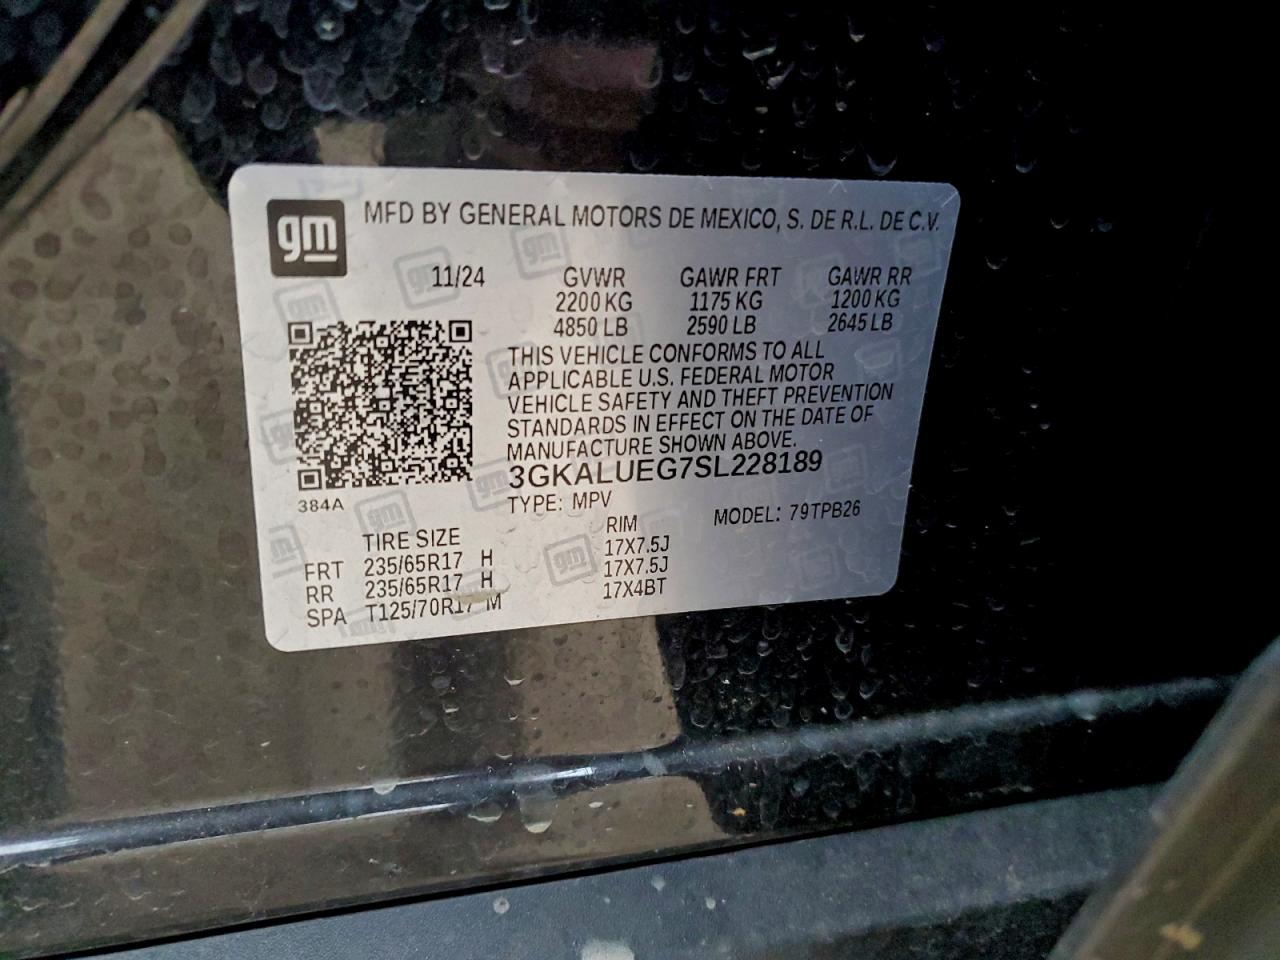 gm MFD BY GENERAL MOTORS DE MEXICO, S. DE R.L. DE C.V.
11/24 GVWR GAWR FRT GAWR RR
2200 KG 1175 KG 1200 KG
4850 LB 2590 LB 2645 LB
THIS VEHICLE CONFORMS TO ALL
APPLICABLE U.S. FEDERAL MOTOR
VEHICLE SAFETY AND THEFT PREVENTION
STANDARDS IN EFFECT ON THE DATE OF
MANUFACTURE SHOWN ABOVE.
3GKALUEG7SL228189
384A
TYPE: MPV MODEL: 79TPB26
TIRE SIZE RIM
FRT 235/65R17 H 17X7.5J
RR 235/65R17 H 17X7.5J
SPA T125/70R17 M 17X4BT